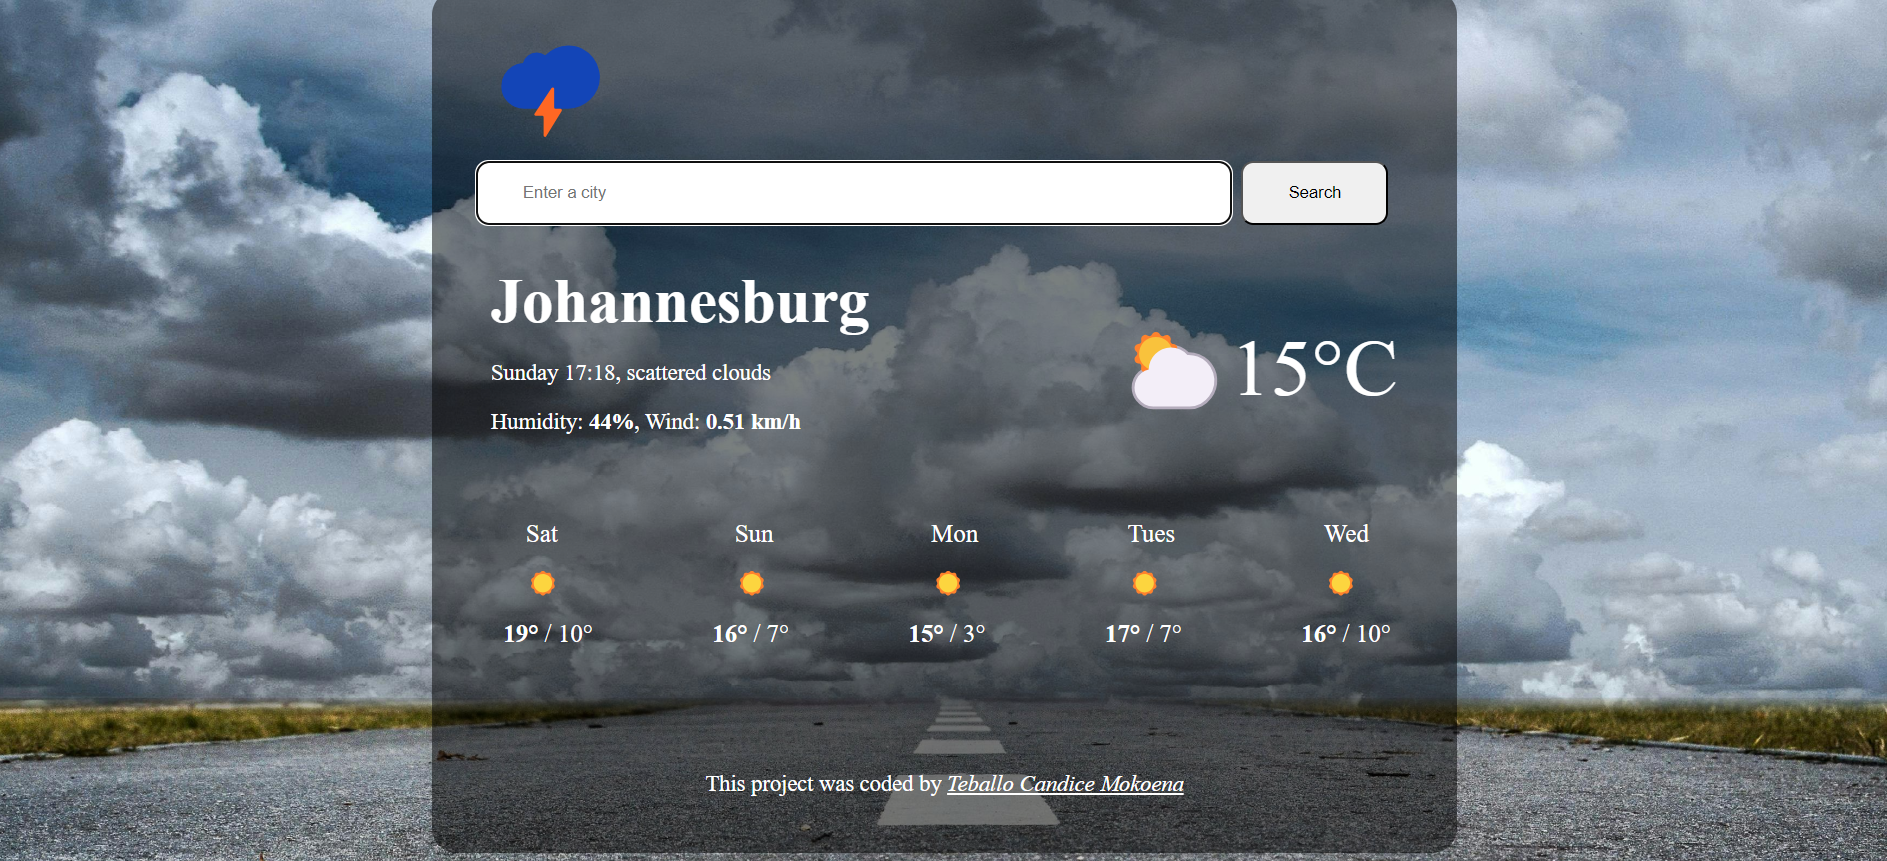 Enter a city
Search
Johannesburg
Sunday 17:18, scattered clouds
15°C
Humidity: 44%, Wind: 0.51 km/h
Sat Sun Mon Tues Wed
19° / 10° 16° / 7° 15° / 3° 17° / 7° 16° / 10°
This project was coded by Teballo Candice Mokoena